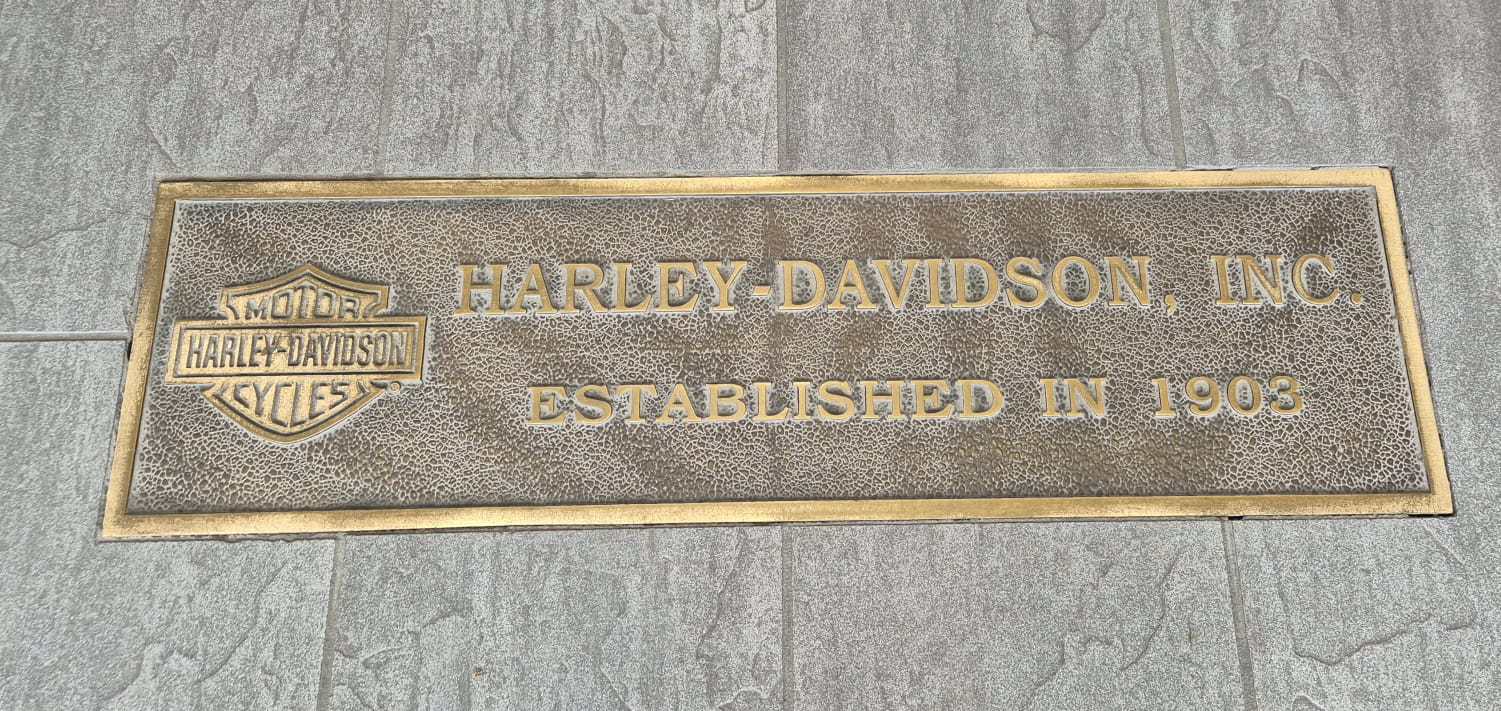 MOTOR
HARLEY-DAVIDSON
CYCLES ®
HARLEY-DAVIDSON, INC.
ESTABLISHED IN 1903